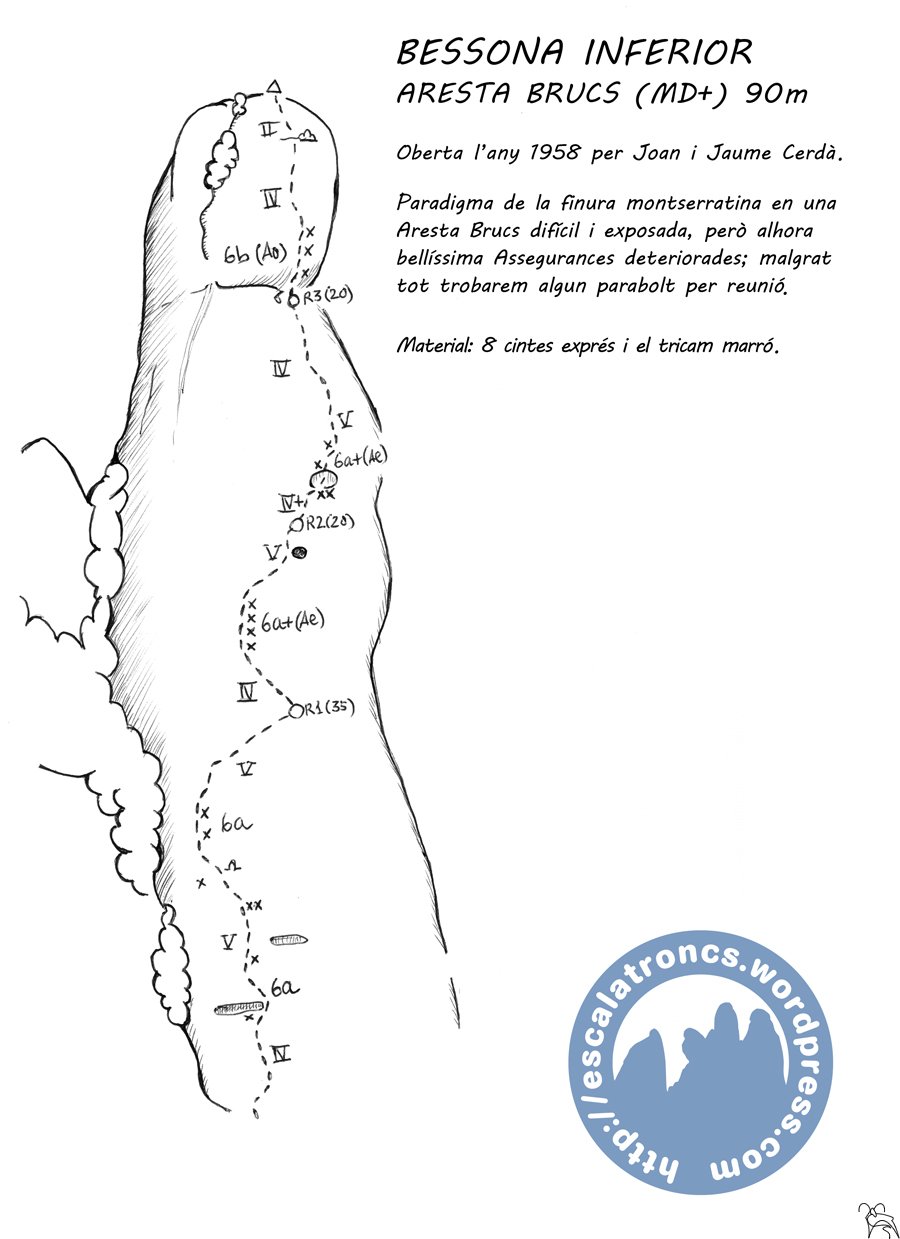 BESSONA INFERIOR
ARESTA BRUCS (MD+) 90m
Oberta l'any 1958 per Joan i Jaume Cerdà.
Paradigma de la finura montserratina en una
Aresta Brucs difícil i exposada, però alhora
bellíssima Assegurances deteriorades; malgrat
tot trobarem algun parabolt per reunió.
Material: 8 cintes exprés i el tricam marró.
II
IV
6b (A0)
R3(20)
IV
V
6a+(Ae)
IV+
R2(20)
V
6a+(Ae)
IV
R1(35)
V
6a
V
6a
IV
http://escalatroncs.wordpress.com